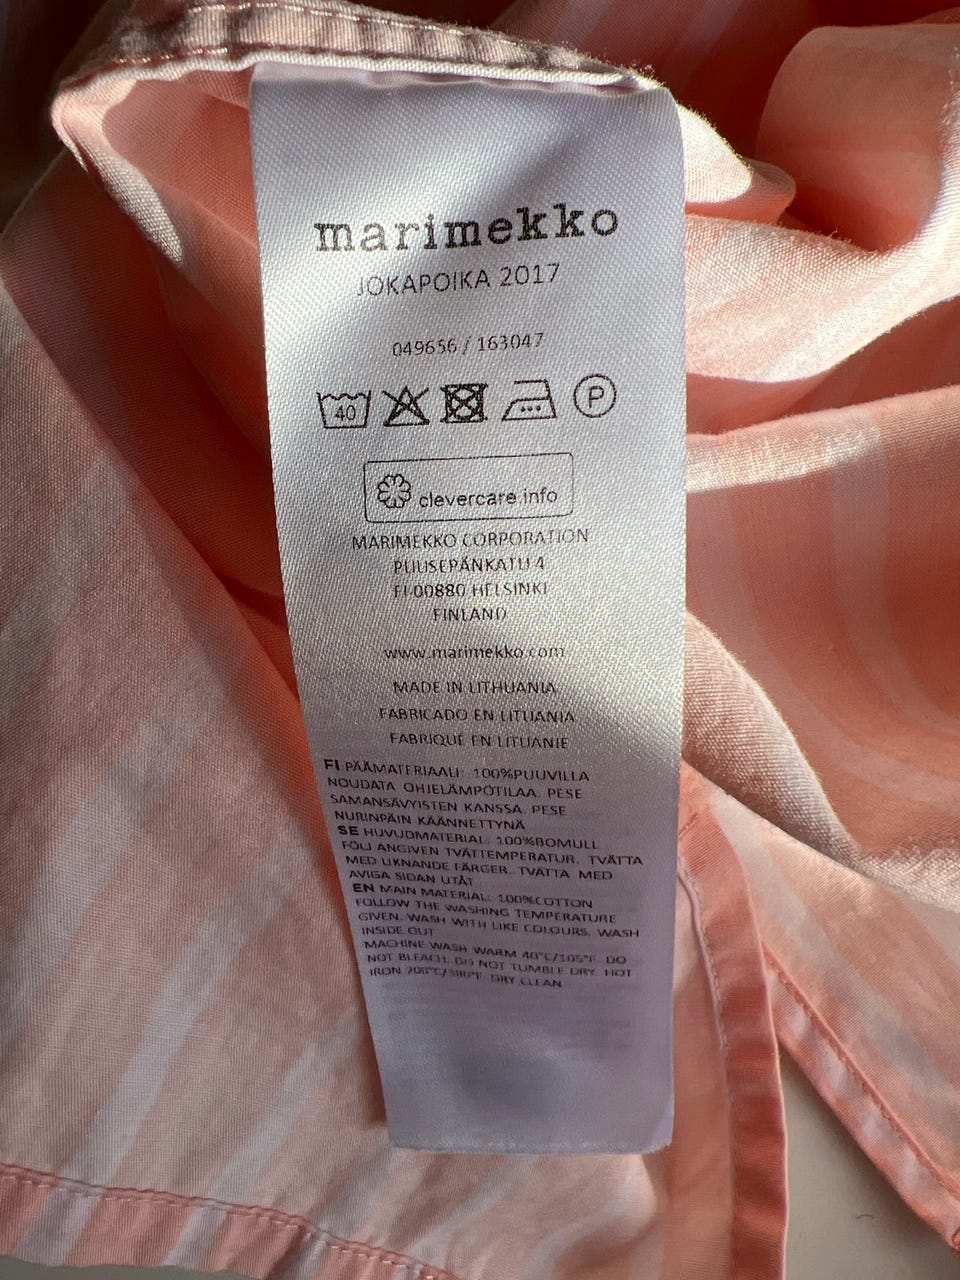 marimekko
JOKAPOIKA 2017
049656 / 163047
40 P
clevercare info
MARIMEKKO CORPORATION
PUUSEPÄNKATU 4
FI-00880 HELSINKI
FINLAND
www.marimekko.com
MADE IN LITHUANIA
FABRICADO EN LITUANIA
FABRIQUÉ EN LITUANIE
FI PÄÄMATERIAALI: 100%PUUVILLA
NOUDATA OHJELÄMPÖTILAA. PESE
SAMANSÄVYISTEN KANSSA. PESE
NURINPÄIN KÄÄNNETTYNÄ
SE HUVUDMATERIAL: 100%BOMULL
FÖLJ ANGIVEN TVÄTTEMPERATUR. TVÄTTA
MED LIKNANDE FÄRGER. TVÄTTA MED
AVIGA SIDAN UTÅT
EN MAIN MATERIAL: 100%COTTON
FOLLOW THE WASHING TEMPERATURE
GIVEN. WASH WITH LIKE COLOURS. WASH
INSIDE OUT
MACHINE WASH WARM 40°C/105°F. DO
NOT BLEACH. DO NOT TUMBLE DRY. HOT
IRON DRY CLEAN